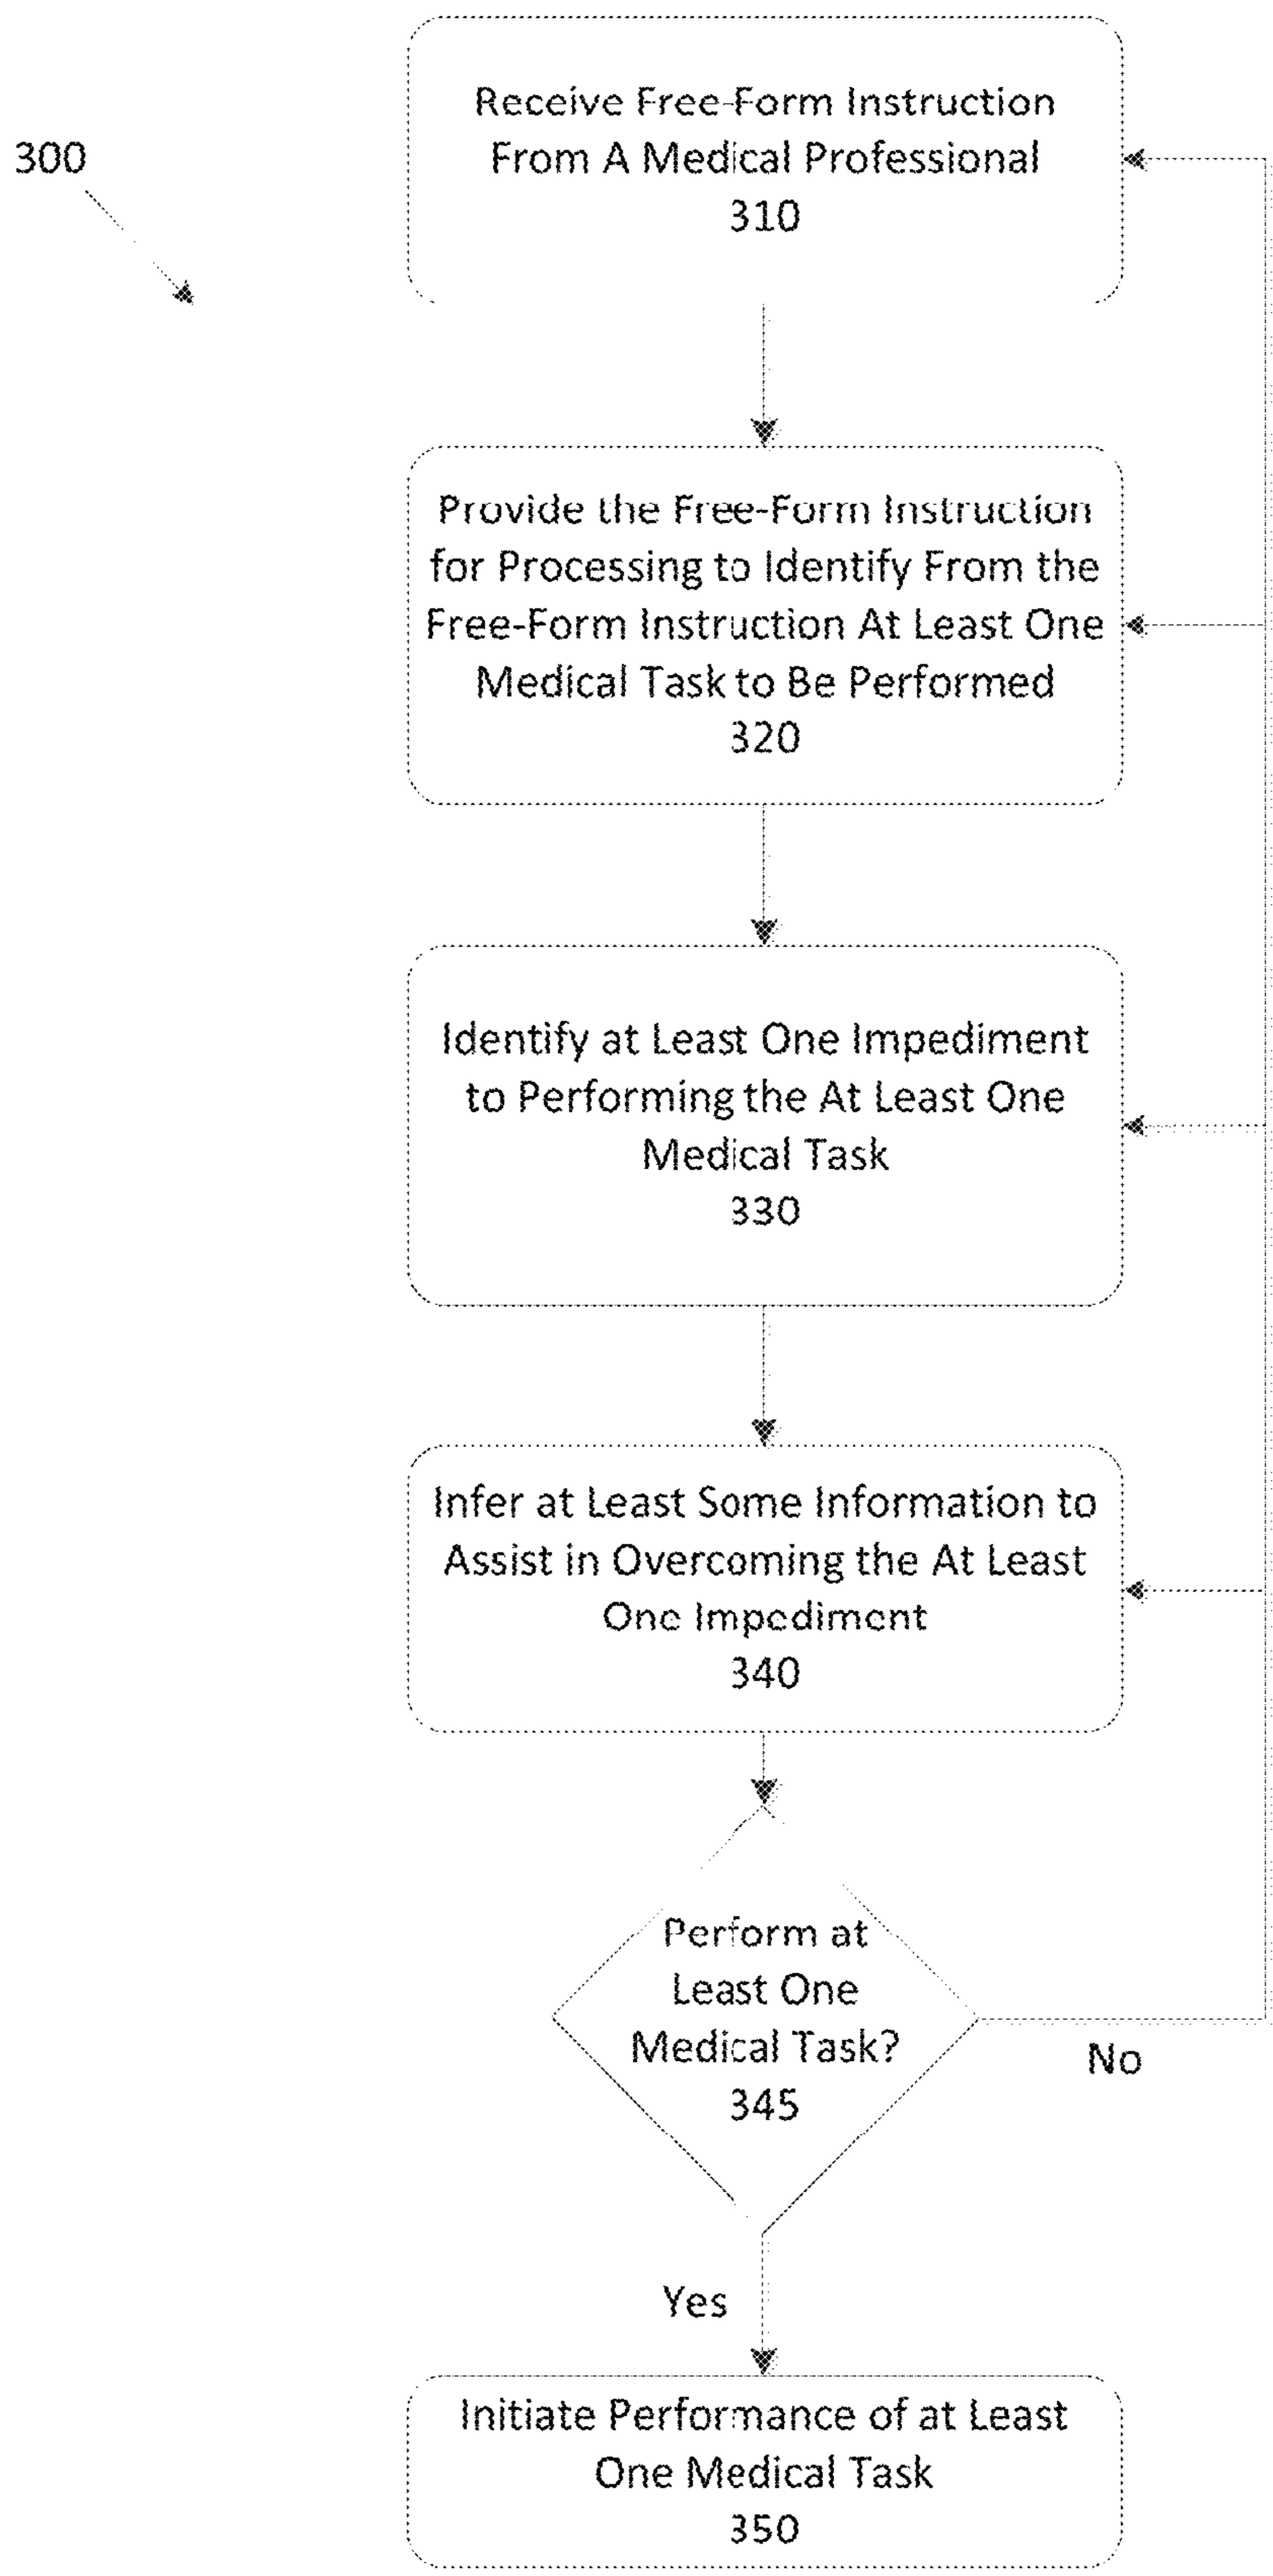 Receive Free-Form Instruction
From A Medical Professional
310
300
Provide the Free-Form Instruction
for Processing to Identify From the
Free-Form Instruction At Least One
Medical Task to Be Performed
320
Identify at Least One Impediment
to Performing the At Least One
Medical Task
330
Infer at Least Some Information to
Assist in Overcoming the At Least
One Impediment
340
Perform at
Least One
Medical Task?
345
No
Yes
Initiate Performance of at Least
One Medical Task
350